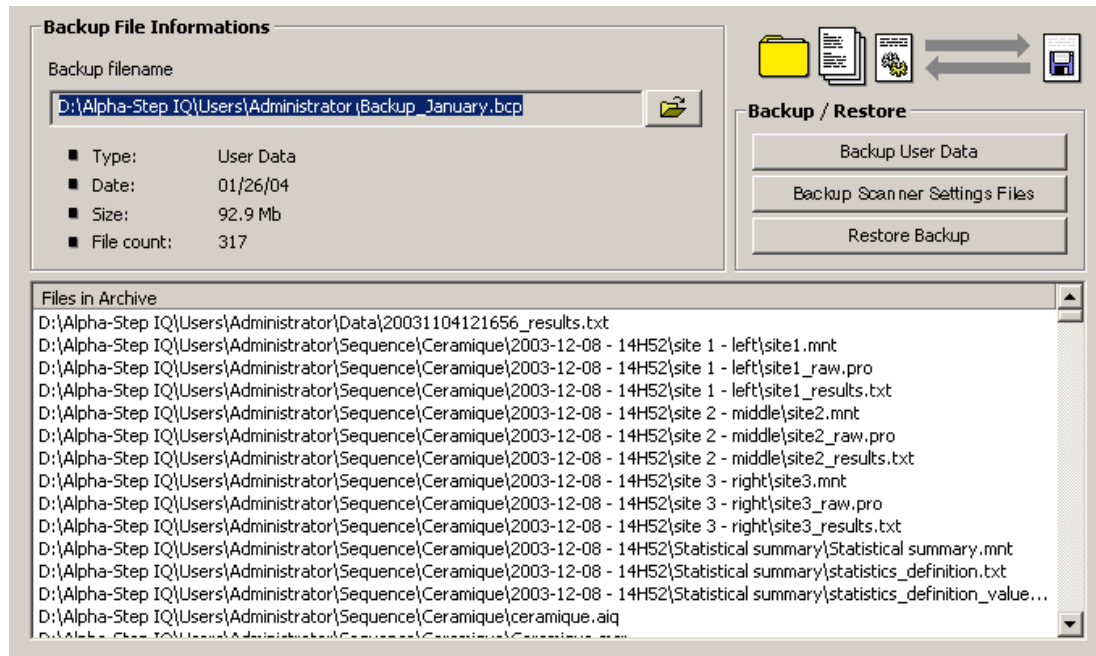 Backup File Informations
Backup filename
D:\Alpha-Step IQ\Users\Administrator\Backup_January.bcp
Type: User Data
Date: 01/26/04
Size: 92.9 Mb
File count: 317
Backup / Restore
Backup User Data
Backup Scanner Settings Files
Restore Backup
Files in Archive
D:\Alpha-Step IQ\Users\Administrator\Data\20031104121656_results.txt
D:\Alpha-Step IQ\Users\Administrator\Sequence\Ceramique\2003-12-08 - 14H52\site 1 - left\site1.mnt
D:\Alpha-Step IQ\Users\Administrator\Sequence\Ceramique\2003-12-08 - 14H52\site 1 - left\site1_raw.pro
D:\Alpha-Step IQ\Users\Administrator\Sequence\Ceramique\2003-12-08 - 14H52\site 1 - left\site1_results.txt
D:\Alpha-Step IQ\Users\Administrator\Sequence\Ceramique\2003-12-08 - 14H52\site 2 - middle\site2.mnt
D:\Alpha-Step IQ\Users\Administrator\Sequence\Ceramique\2003-12-08 - 14H52\site 2 - middle\site2_raw.pro
D:\Alpha-Step IQ\Users\Administrator\Sequence\Ceramique\2003-12-08 - 14H52\site 2 - middle\site2_results.txt
D:\Alpha-Step IQ\Users\Administrator\Sequence\Ceramique\2003-12-08 - 14H52\site 3 - right\site3.mnt
D:\Alpha-Step IQ\Users\Administrator\Sequence\Ceramique\2003-12-08 - 14H52\site 3 - right\site3_raw.pro
D:\Alpha-Step IQ\Users\Administrator\Sequence\Ceramique\2003-12-08 - 14H52\site 3 - right\site3_results.txt
D:\Alpha-Step IQ\Users\Administrator\Sequence\Ceramique\2003-12-08 - 14H52\Statistical summary\Statistical summary.mnt
D:\Alpha-Step IQ\Users\Administrator\Sequence\Ceramique\2003-12-08 - 14H52\Statistical summary\statistics_definition.txt
D:\Alpha-Step IQ\Users\Administrator\Sequence\Ceramique\2003-12-08 - 14H52\Statistical summary\statistics_definition_value...
D:\Alpha-Step IQ\Users\Administrator\Sequence\Ceramique\ceramique.aiq